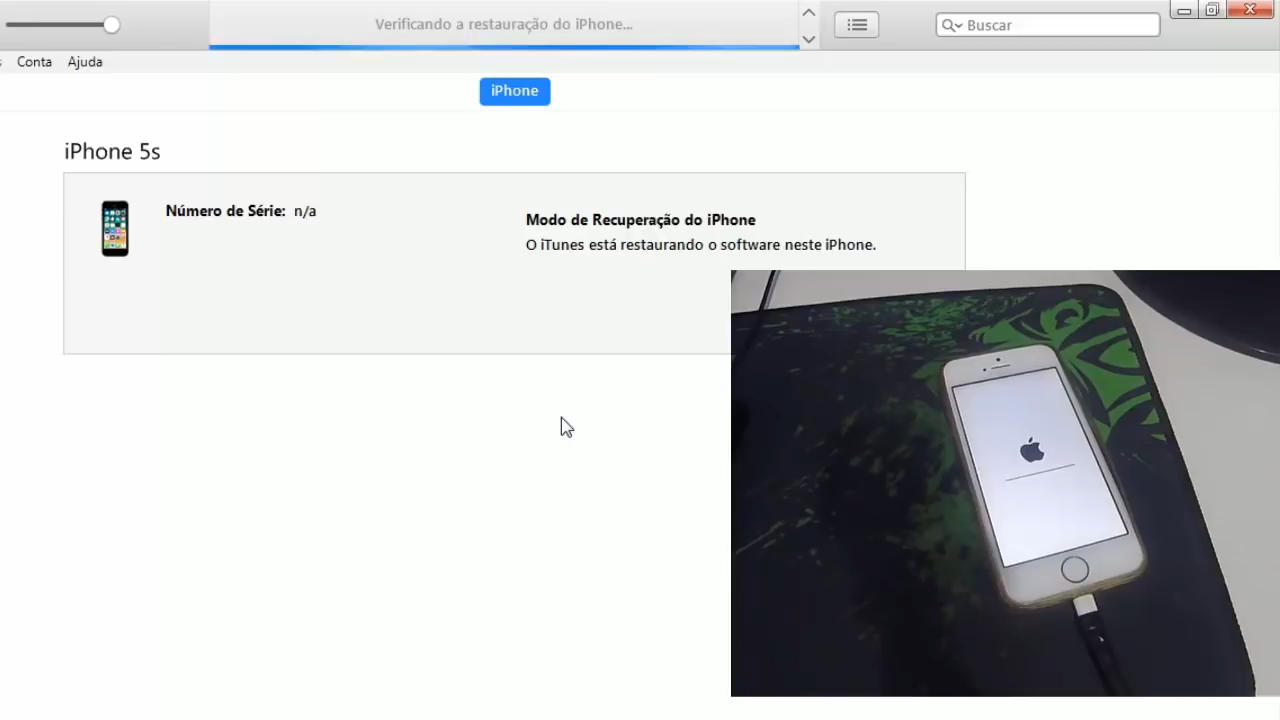 Verificando a restauração do iPhone...
Buscar
Conta
Ajuda
iPhone
iPhone 5s
Número de Série: n/a
Modo de Recuperação do iPhone
O iTunes está restaurando o software neste iPhone.